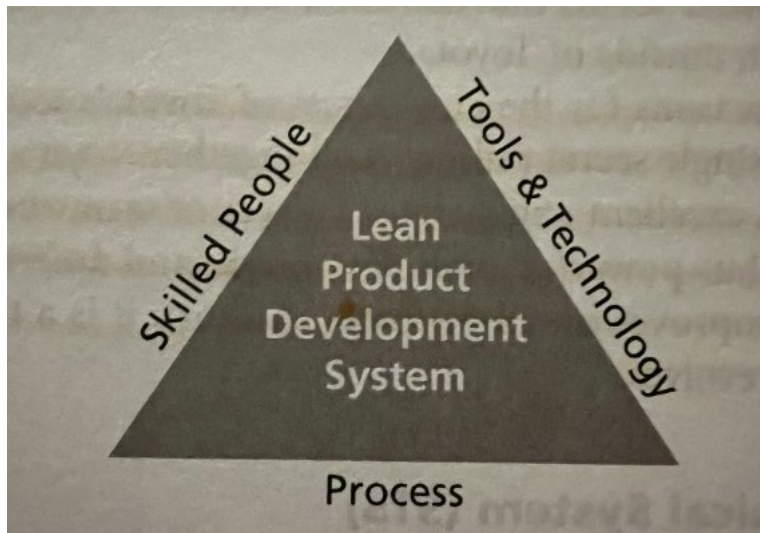 Skilled People
Tools & Technology
Lean
Product
Development
System
Process